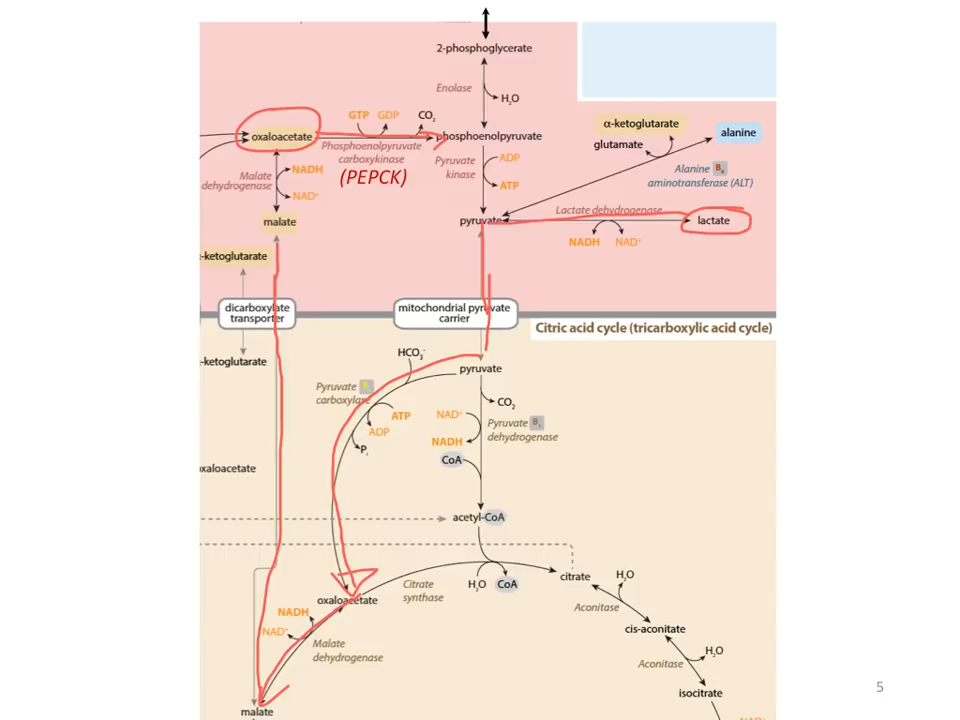 2-phosphoglycerate
Enolase
H₂O
GTP GDP CO₂
oxaloacetate
phosphoenolpyruvate
Phosphoenolpyruvate
carboxykinase
(PEPCK)
Pyruvate
kinase
ADP
ATP
α-ketoglutarate
glutamate
alanine
Alanine B₆
aminotransferase (ALT)
Malate
dehydrogenase
NADH
NAD⁺
malate
pyruvate
Lactate dehydrogenase
lactate
NADH NAD⁺
-ketoglutarate
dicarboxylate
transporter
mitochondrial pyruvate
carrier
Citric acid cycle (tricarboxylic acid cycle)
-ketoglutarate
HCO₃⁻
pyruvate
Pyruvate
carboxylase
ATP
ADP
Pᵢ
CO₂
NAD⁺
NADH
Pyruvate
dehydrogenase
CoA
oxaloacetate
acetyl-CoA
H₂O CoA
Citrate
synthase
citrate
H₂O
oxaloacetate
NADH
NAD⁺
Malate
dehydrogenase
Aconitase
cis-aconitate
H₂O
Aconitase
isocitrate
malate
5